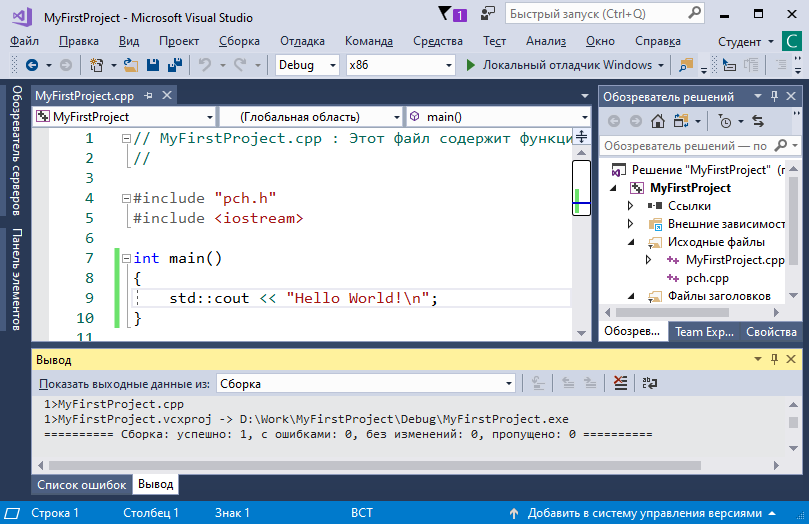 MyFirstProject - Microsoft Visual Studio
1
Быстрый запуск (Ctrl+Q)
Файл Правка Вид Проект Сборка Отладка Команда Средства Тест Анализ Окно Справка Студент C
Debug x86 Локальный отладчик Windows
Обозреватель серверов
Панель элементов
MyFirstProject.cpp
MyFirstProject (Глобальная область) main()
1 // MyFirstProject.cpp : Этот файл содержит функци
2 //
3
4 #include "pch.h"
5 #include <iostream>
6
7 int main()
8 {
9 std::cout << "Hello World!\n";
10 }
11
Обозреватель решений
Обозреватель решений — по
Решение "MyFirstProject" (
MyFirstProject
Ссылки
Внешние зависимост
Исходные файлы
MyFirstProject.cpp
pch.cpp
Файлы заголовков
Обозрев... Team Exp... Свойства
Вывод
Показать выходные данные из: Сборка
1>MyFirstProject.cpp
1>MyFirstProject.vcxproj -> D:\Work\MyFirstProject\Debug\MyFirstProject.exe
========== Сборка: успешно: 1, с ошибками: 0, без изменений: 0, пропущено: 0 ==========
Список ошибок Вывод
Строка 1 Столбец 1 Знак 1 ВСТ Добавить в систему управления версиями